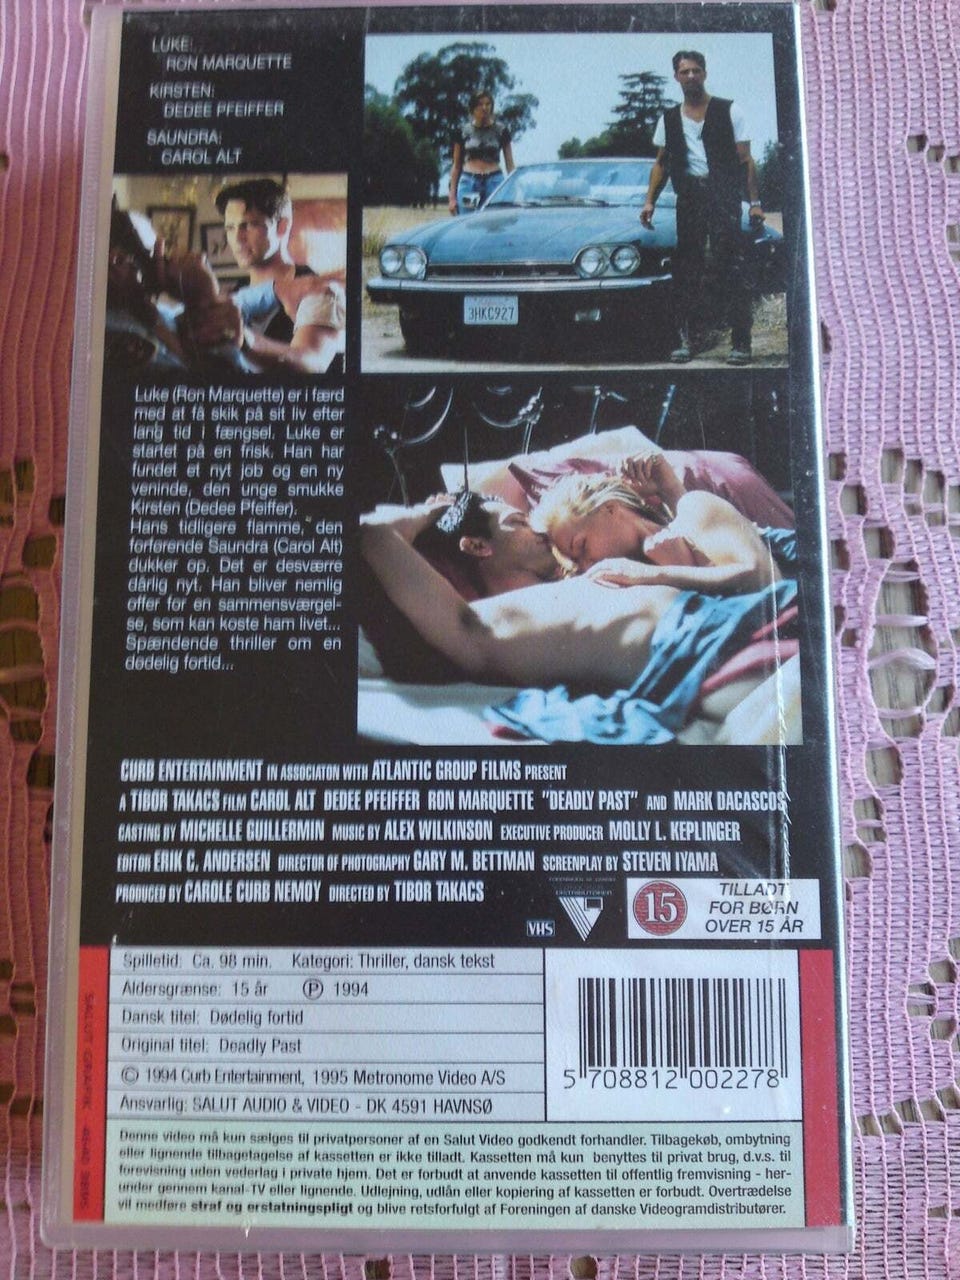 LUKE:
RON MARQUETTE
KIRSTEN:
DEDEE PFEIFFER
SAUNDRA:
CAROL ALT
3HKC927
Luke (Ron Marquette) er i færd
med at få skik på sit liv efter
lang tid i fængsel. Luke er
startet på en frisk. Han har
fundet et nyt job og en ny
veninde, den unge smukke
Kirsten (Dedee Pfeiffer).
Hans tidligere flamme, den
forførende Saundra (Carol Alt)
dukker op. Det er desværre
dårlig nyt. Han bliver nemlig
offer for en sammensværgel-
se, som kan koste ham livet...
Spændende thriller om en
dødelig fortid...
CURB ENTERTAINMENT IN ASSOCIATON WITH ATLANTIC GROUP FILMS PRESENT
A TIBOR TAKACS FILM CAROL ALT DEDEE PFEIFFER RON MARQUETTE "DEADLY PAST" AND MARK DACASCOS
CASTING BY MICHELLE GUILLERMIN MUSIC BY ALEX WILKINSON EXECUTIVE PRODUCER MOLLY L. KEPLINGER
EDITOR ERIK C. ANDERSEN DIRECTOR OF PHOTOGRAPHY GARY M. BETTMAN SCREENPLAY BY STEVEN IYAMA
PRODUCED BY CAROLE CURB NEMOY DIRECTED BY TIBOR TAKACS
VHS
15
TILLADT
FOR BØRN
OVER 15 ÅR
Spilletid: Ca. 98 min. Kategori: Thriller, dansk tekst
Aldersgrænse: 15 år Ⓟ 1994
Dansk titel: Dødelig fortid
Original titel: Deadly Past
© 1994 Curb Entertainment, 1995 Metronome Video A/S
Ansvarlig: SALUT AUDIO & VIDEO - DK 4591 HAVNSØ
5 708812 002278
Denne video må kun sælges til privatpersoner af en Salut Video godkendt forhandler. Tilbagekøb, ombytning
eller lignende tilbagetagelse af kassetten er ikke tilladt. Kassetten må kun benyttes til privat brug, d.v.s. til
forevisning uden vederlag i private hjem. Det er forbudt at anvende kassetten til offentlig fremvisning - her-
under gennem kanal-TV eller lignende. Udlejning, udlån eller kopiering af kassetten er forbudt. Overtrædelse
vil medføre straf og erstatningspligt og blive retsforfulgt af Foreningen af danske Videogramdistributører.